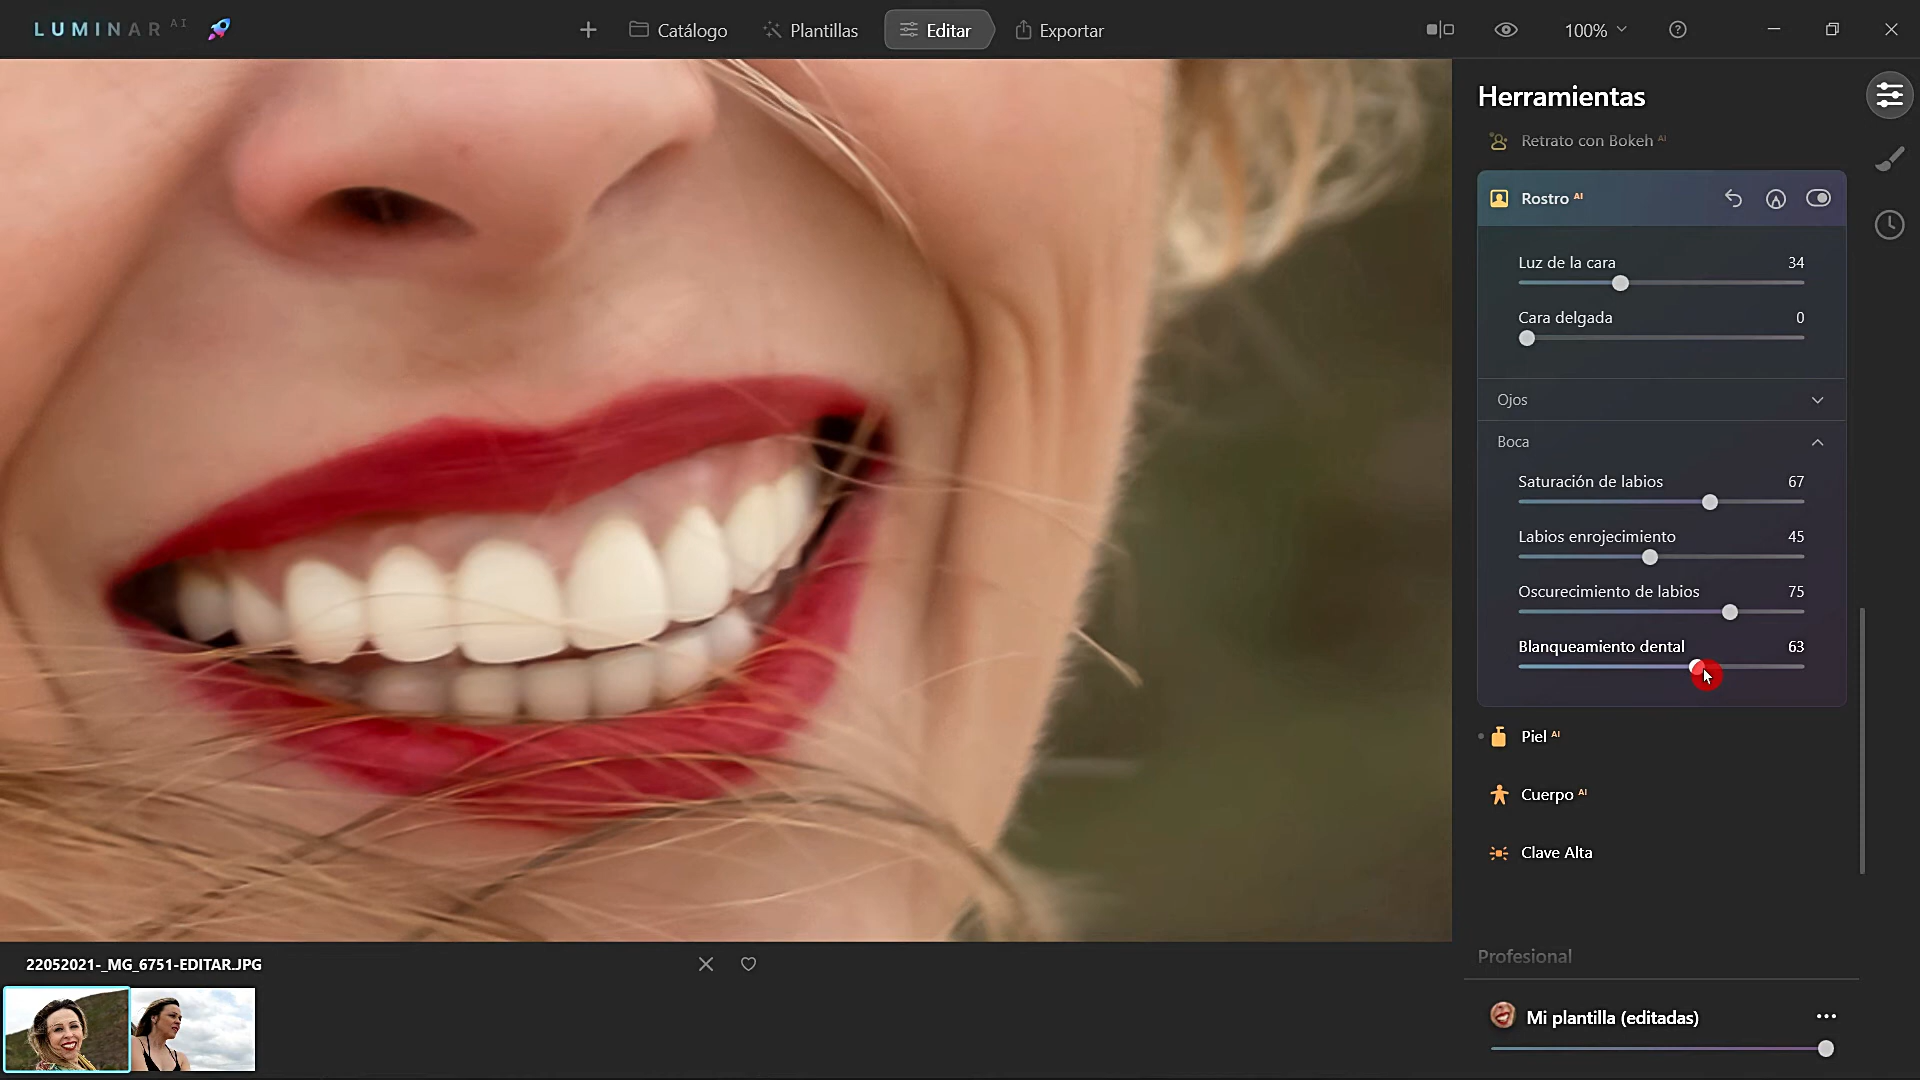 LUMINAR AI
Catálogo
Plantillas
Editar
Exportar
100%
Herramientas
Retrato con Bokeh AI
Rostro AI
Luz de la cara 34
Cara delgada 0
Ojos
Boca
Saturación de labios 67
Labios enrojecimiento 45
Oscurecimiento de labios 75
Blanqueamiento dental 63
Piel AI
Cuerpo AI
Clave Alta
Profesional
22052021-_MG_6751-EDITAR.JPG
Mi plantilla (editadas)